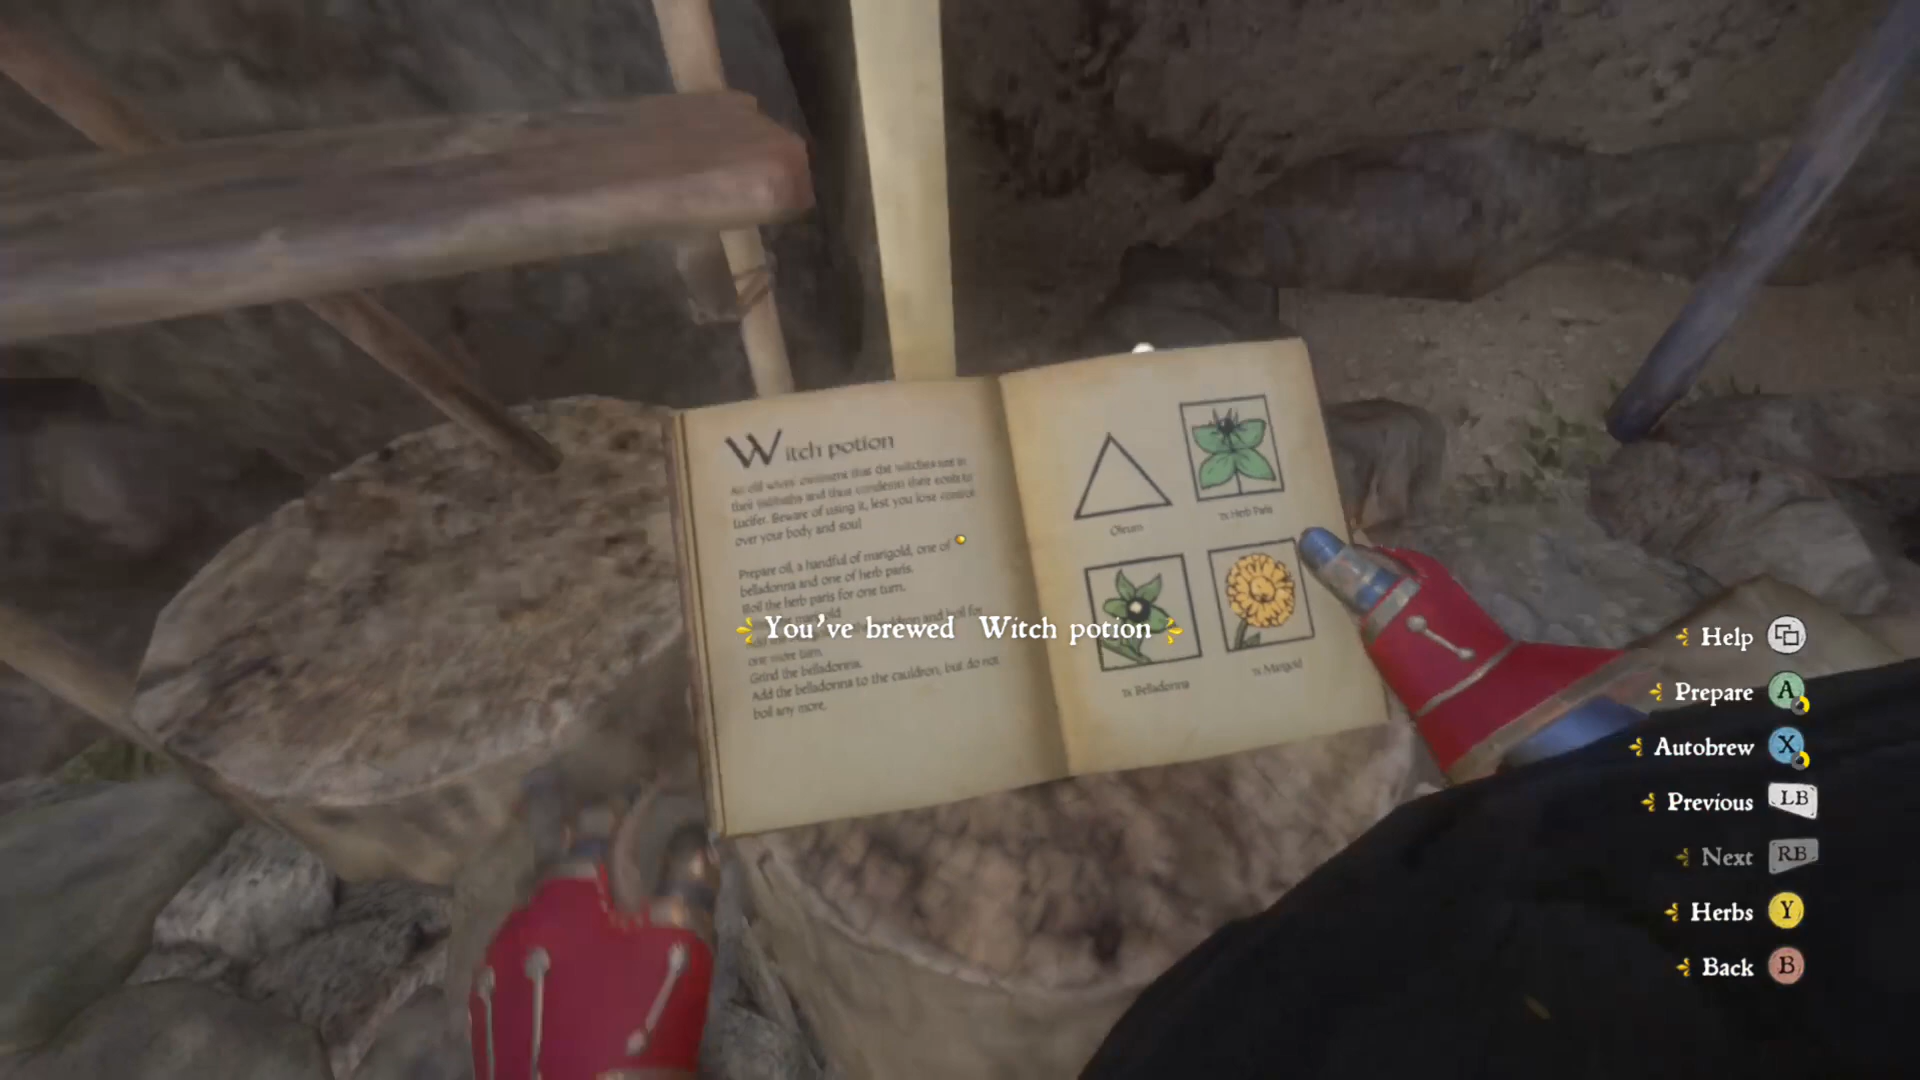 Witch potion
An old wives' ointment that the witches use in
their sabbaths and thus condemn their souls to
Lucifer. Beware of using it, lest you lose control
over your body and soul!
Prepare oil, a handful of marigold, one of
belladonna and one of herb paris.
Boil the herb paris for one turn.
You've brewed Witch potion
one more turn.
Grind the belladonna.
Add the belladonna to the cauldron, but do not
boil any more.
Oleum
1x Herb Paris
1x Belladonna
1x Marigold
Help
Prepare A
Autobrew X
Previous LB
Next RB
Herbs Y
Back B